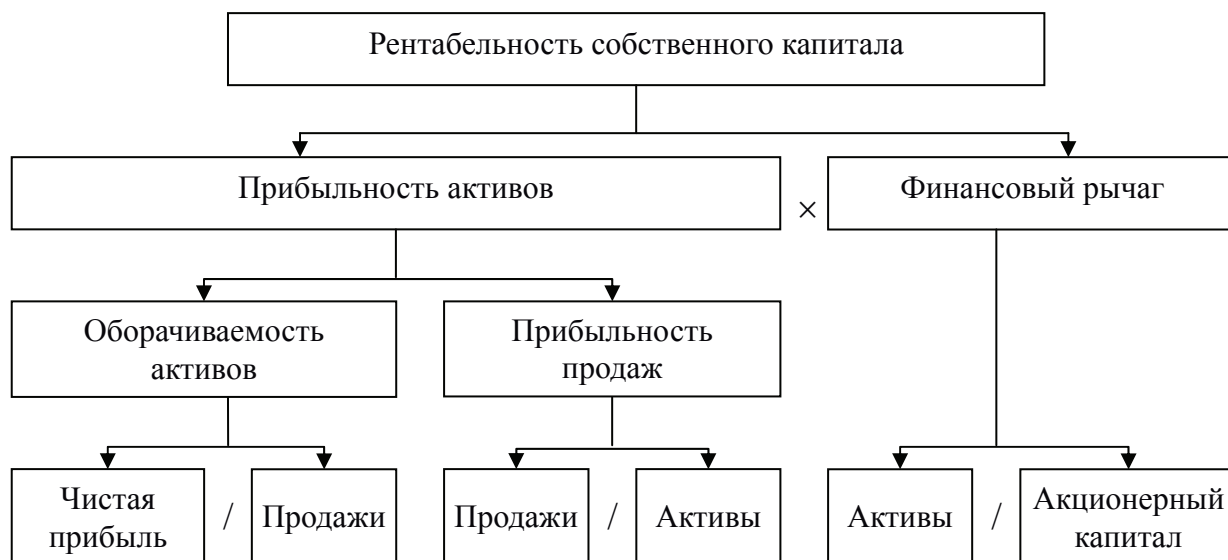 Рентабельность собственного капитала
Прибыльность активов
×
Финансовый рычаг
Оборачиваемость
активов
Прибыльность
продаж
Чистая
прибыль
/
Продажи
Продажи
/
Активы
Активы
/
Акционерный
капитал